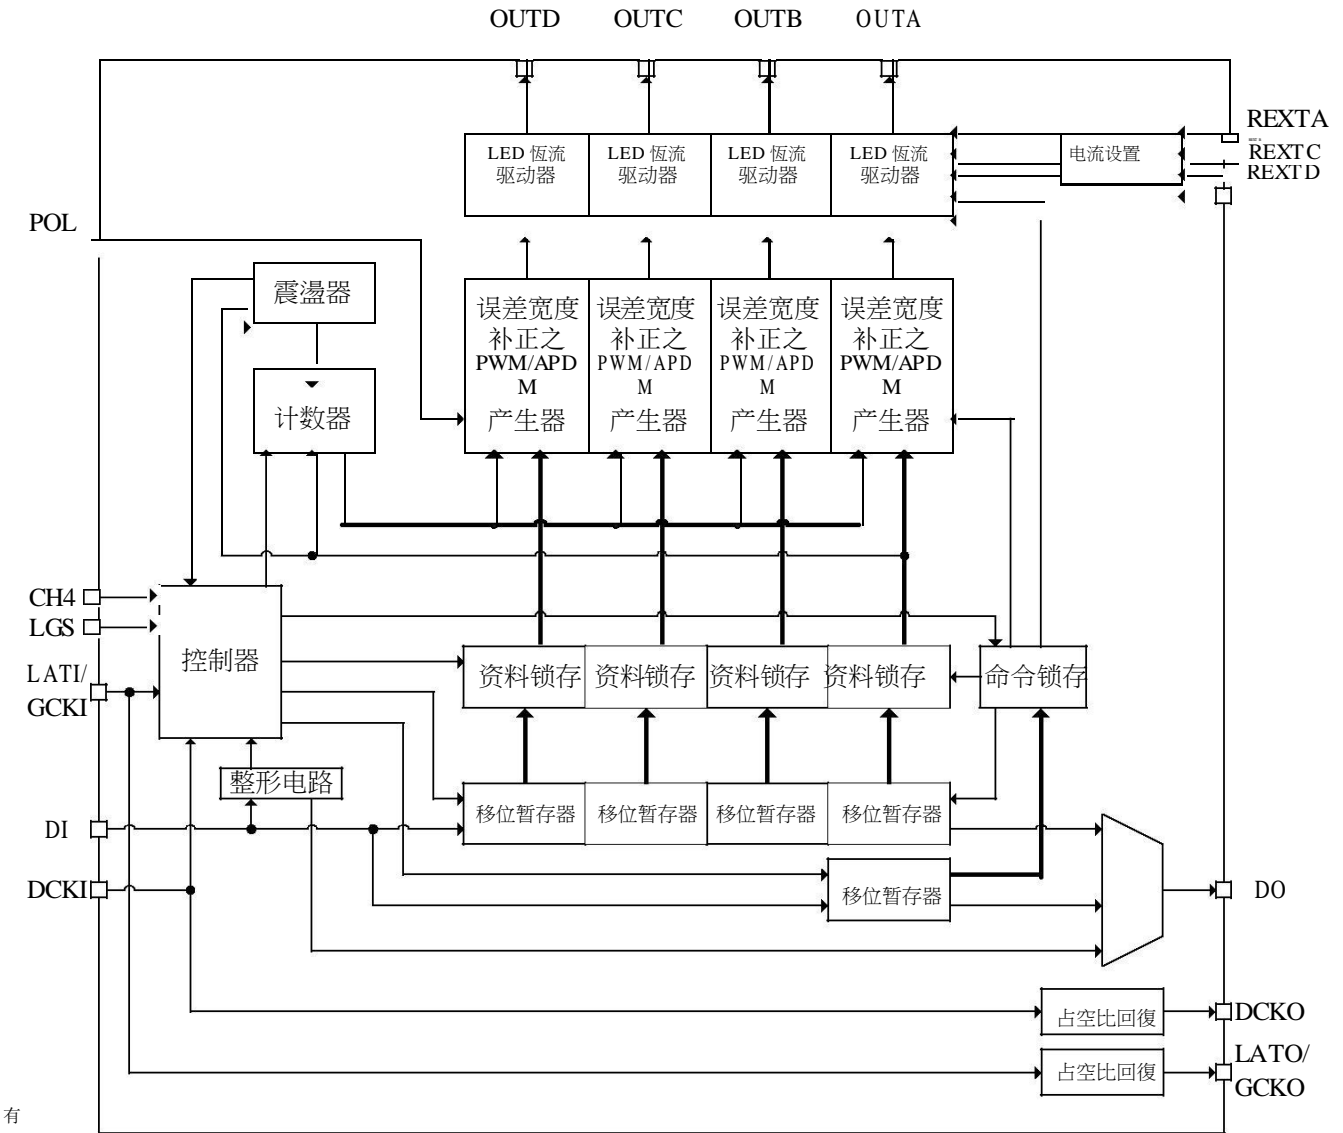 OUTD OUTC OUTB OUTA
REXTA
REXTC
REXTD
LED 恆流
驱动器
LED 恆流
驱动器
LED 恆流
驱动器
LED 恆流
驱动器
电流设置
POL
震盪器
计数器
误差宽度
补正之
PWM/APD
M
产生器
误差宽度
补正之
PWM/APD
M
产生器
误差宽度
补正之
PWM/APD
M
产生器
误差宽度
补正之
PWM/APD
M
产生器
CH4
LGS
LATI/
GCKI
控制器
资料锁存
资料锁存
资料锁存
资料锁存
命令锁存
整形电路
移位暂存器
移位暂存器
移位暂存器
移位暂存器
DI
DCKI
移位暂存器
DO
占空比回復
DCKO
占空比回復
LATO/
GCKO
有